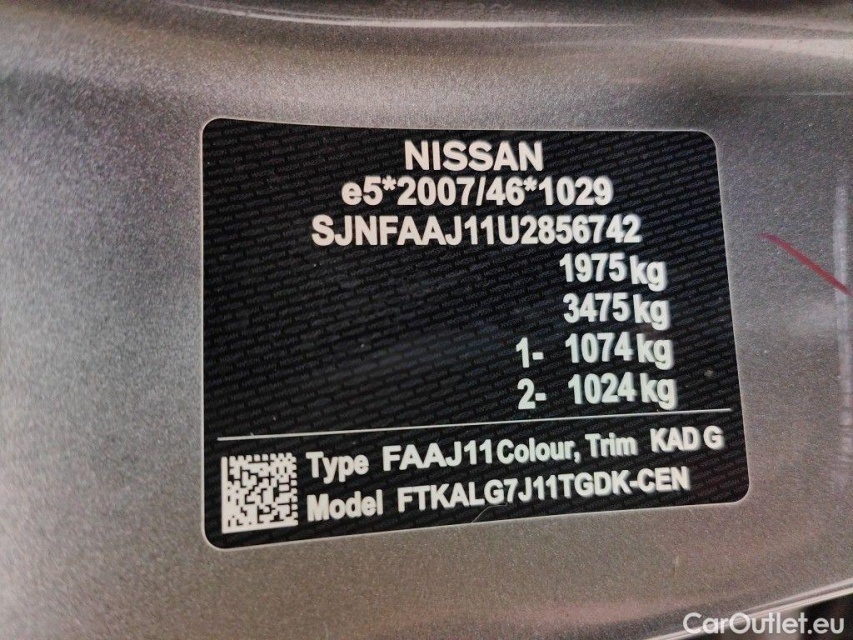 NISSAN
e5*2007/46*1029
SJNFAAJ11U2856742
1975 kg
3475 kg
1- 1074 kg
2- 1024 kg
Type FAAJ11 Colour, Trim KAD G
Model FTKALG7J11TGDK-CEN
CarOutlet.eu